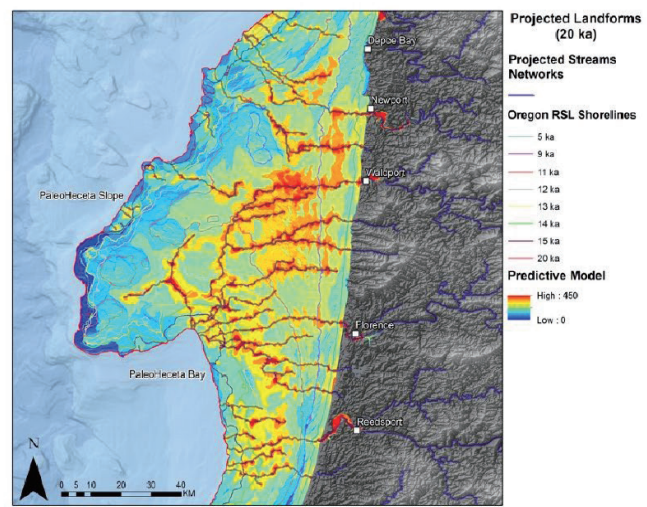 Projected Landforms
(20 ka)
Projected Streams
Networks
Oregon RSL Shorelines
5 ka
9 ka
11 ka
12 ka
13 ka
14 ka
15 ka
20 ka
Predictive Model
High : 450
Low : 0
Depoe Bay
Newport
Waldport
PaleoHeceta Slope
Florence
PaleoHeceta Bay
Reedsport
N
0 5 10 20 30 40
KM